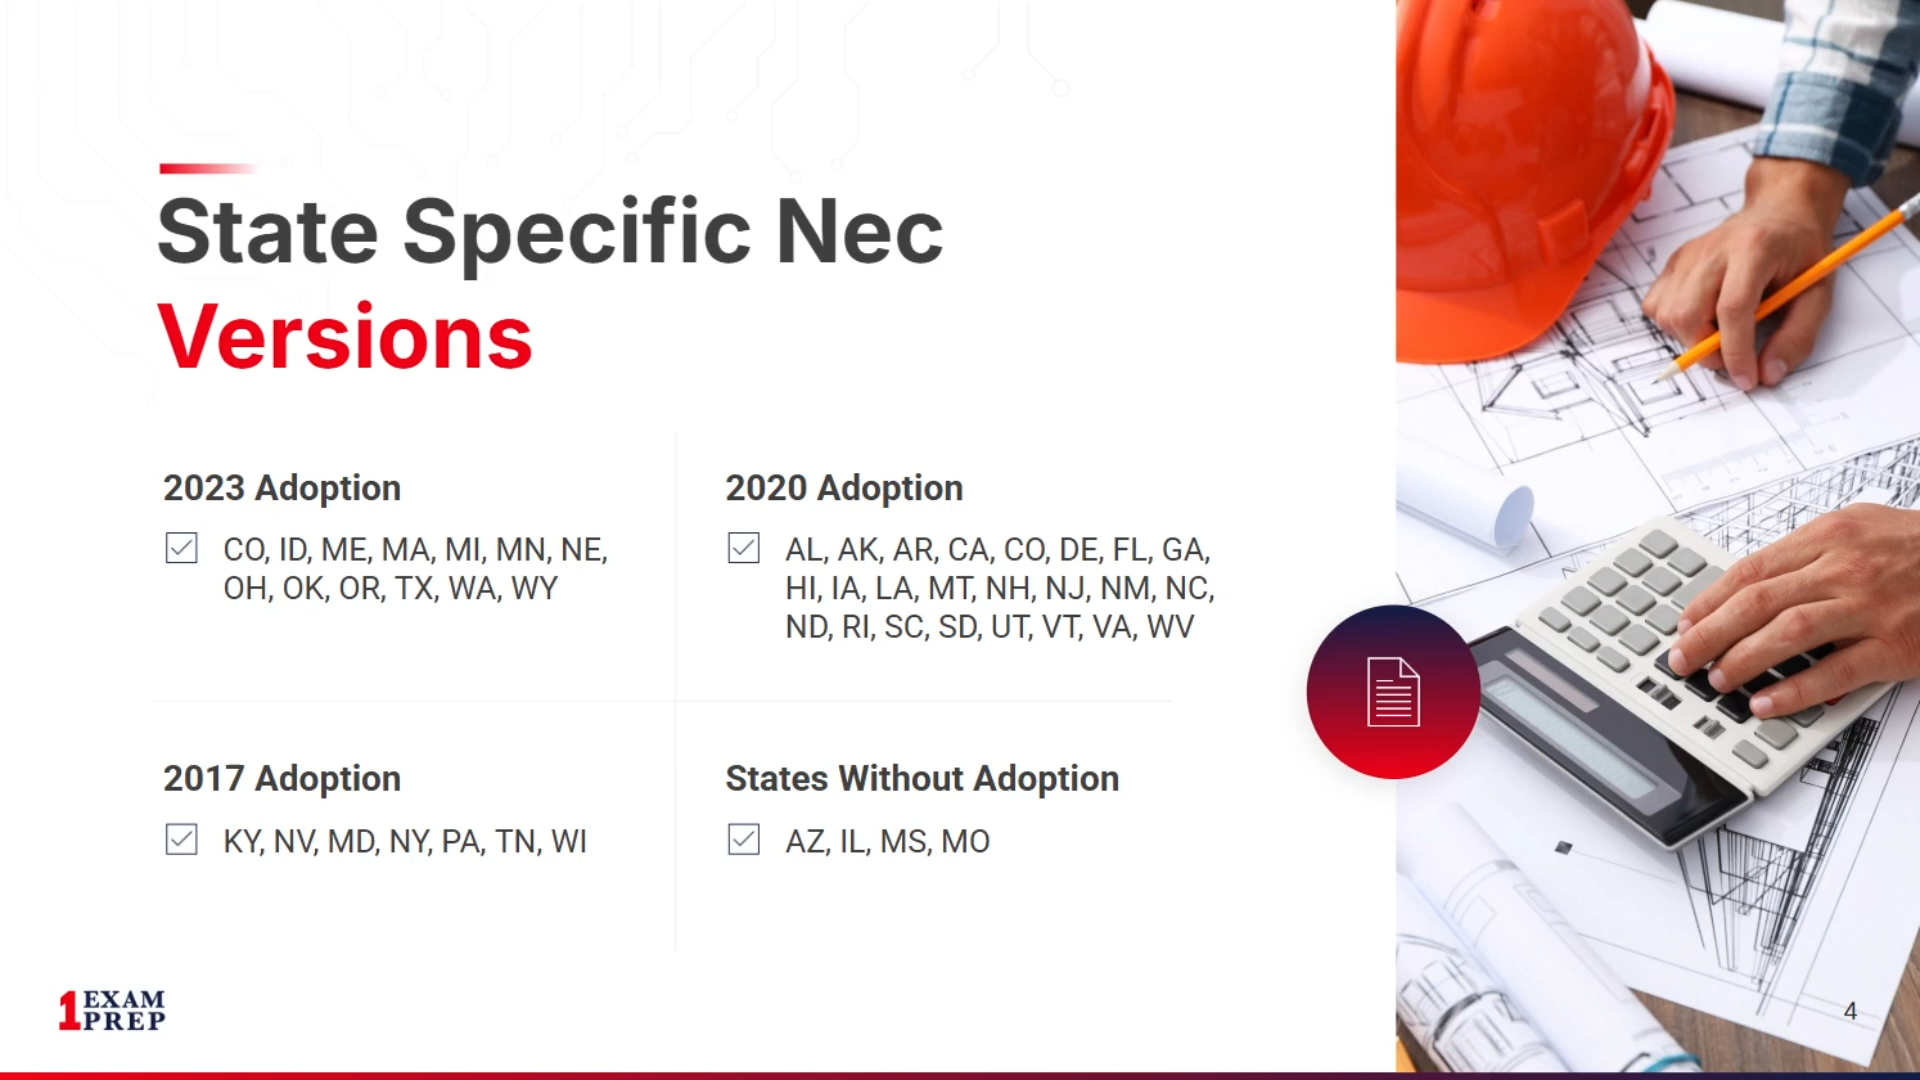 State Specific Nec
Versions
2023 Adoption
CO, ID, ME, MA, MI, MN, NE,
OH, OK, OR, TX, WA, WY
2020 Adoption
AL, AK, AR, CA, CO, DE, FL, GA,
HI, IA, LA, MT, NH, NJ, NM, NC,
ND, RI, SC, SD, UT, VT, VA, WV
2017 Adoption
KY, NV, MD, NY, PA, TN, WI
States Without Adoption
AZ, IL, MS, MO
1 EXAM
PREP
4